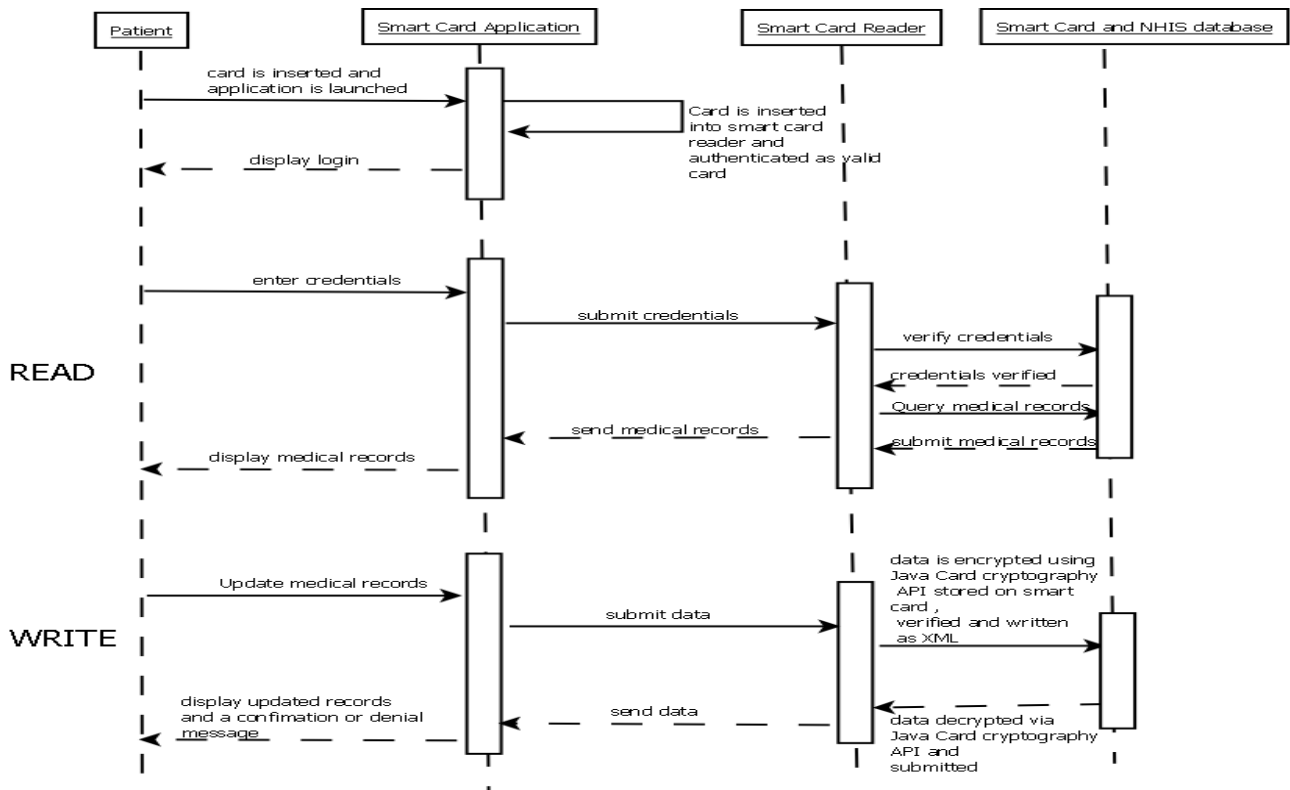 Patient
Smart Card Application
Smart Card Reader
Smart Card and NHIS database
card is inserted and
application is launched
Card is inserted
into smart card
reader and
authenticated as valid
card
display login
enter credentials
submit credentials
verify credentials
READ
credentials verified
Query medical records
send medical records
submit medical records
display medical records
data is encrypted using
Java Card cryptography
API stored on smart
card ,
verified and written
as XML
Update medical records
submit data
WRITE
display updated records
and a confimation or denial
message
send data
data decrypted via
Java Card cryptography
API and
submitted